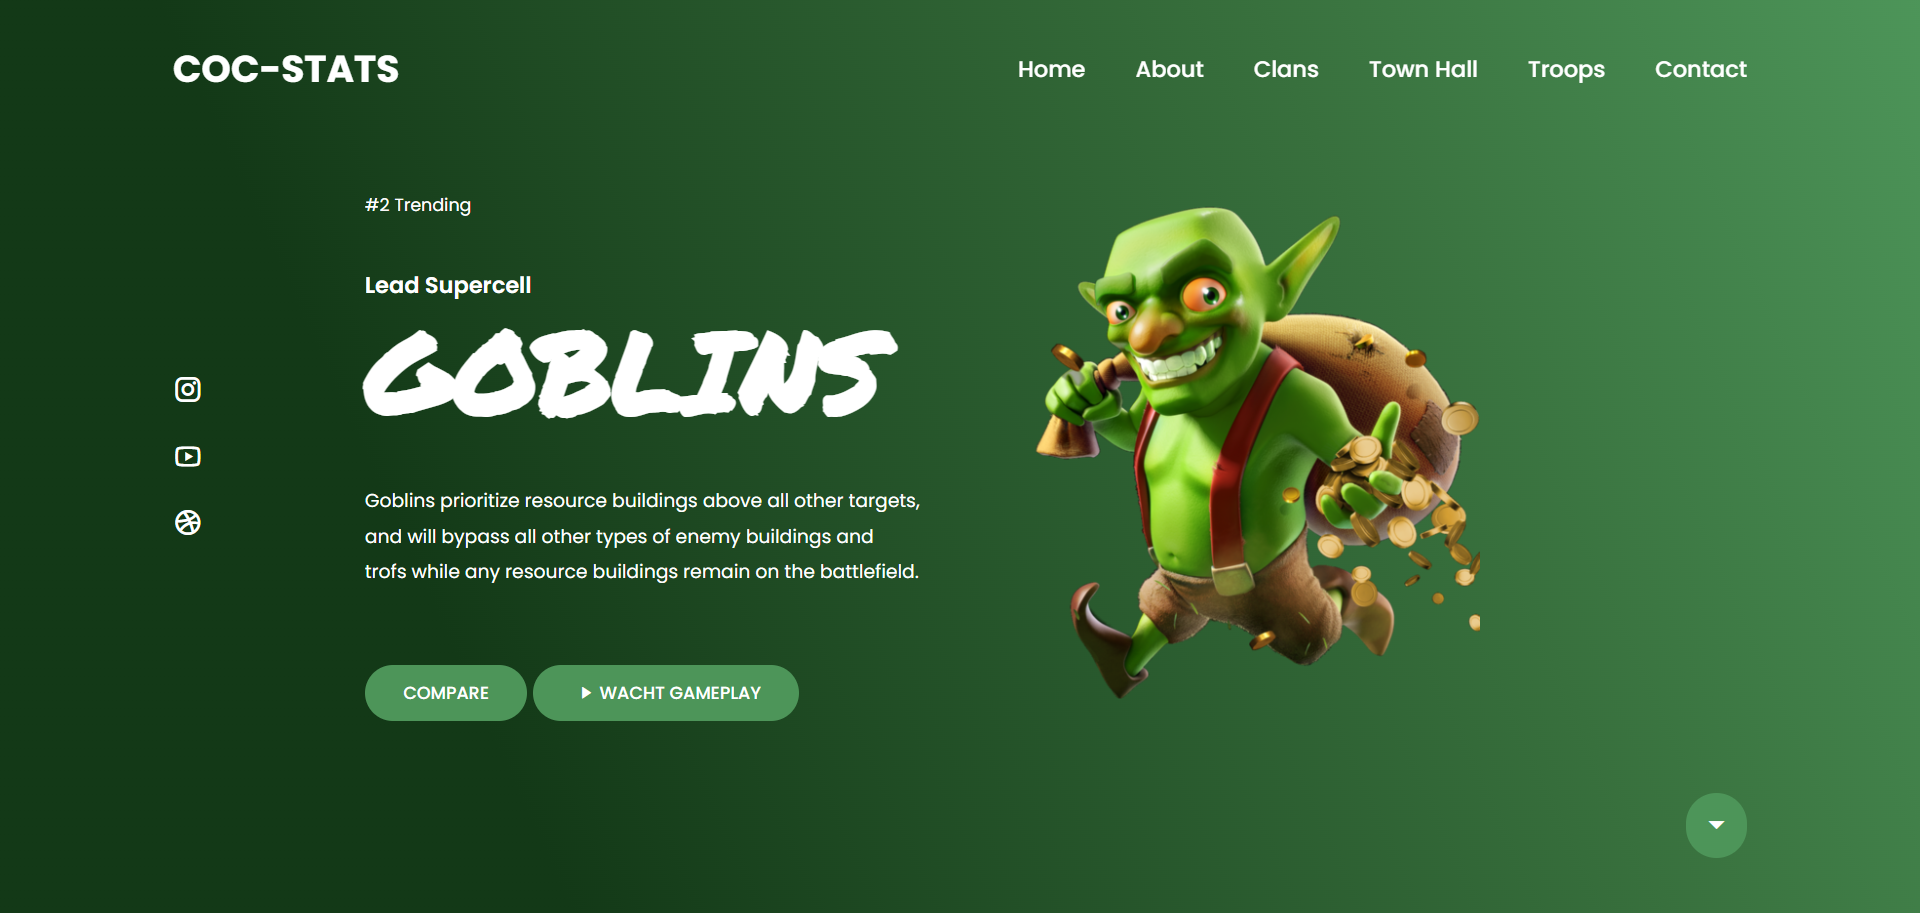 COC-STATS
Home About Clans Town Hall Troops Contact
#2 Trending
Lead Supercell
GOBLINS
Goblins prioritize resource buildings above all other targets,
and will bypass all other types of enemy buildings and
trofs while any resource buildings remain on the battlefield.
COMPARE
WACHT GAMEPLAY